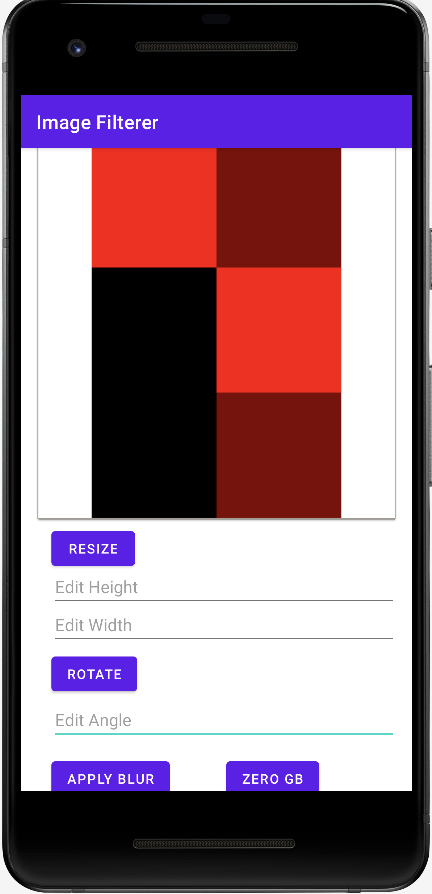 Image Filterer
RESIZE
Edit Height
Edit Width
ROTATE
Edit Angle
APPLY BLUR ZERO GB